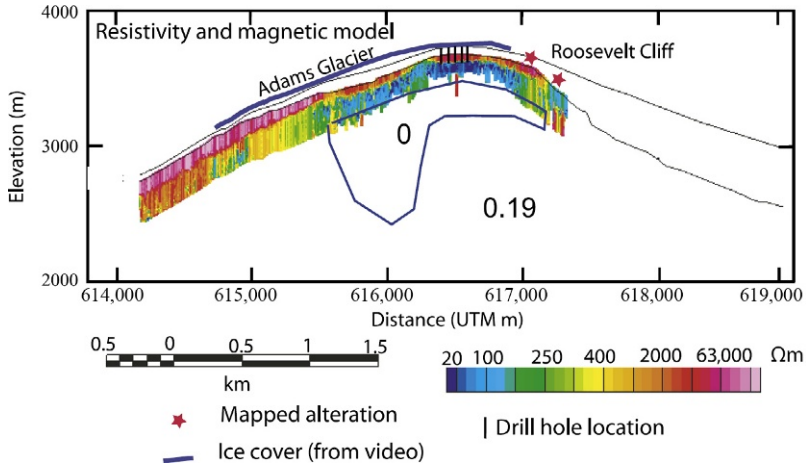 4000
Resistivity and magnetic model
Adams Glacier
Roosevelt Cliff
Elevation (m)
3000
0
0.19
2000
614,000 615,000 616,000 617,000 618,000 619,000
Distance (UTM m)
0.5 0 0.5 1 1.5
km
20 100 250 400 2000 63,000 Ωm
Mapped alteration
Drill hole location
Ice cover (from video)